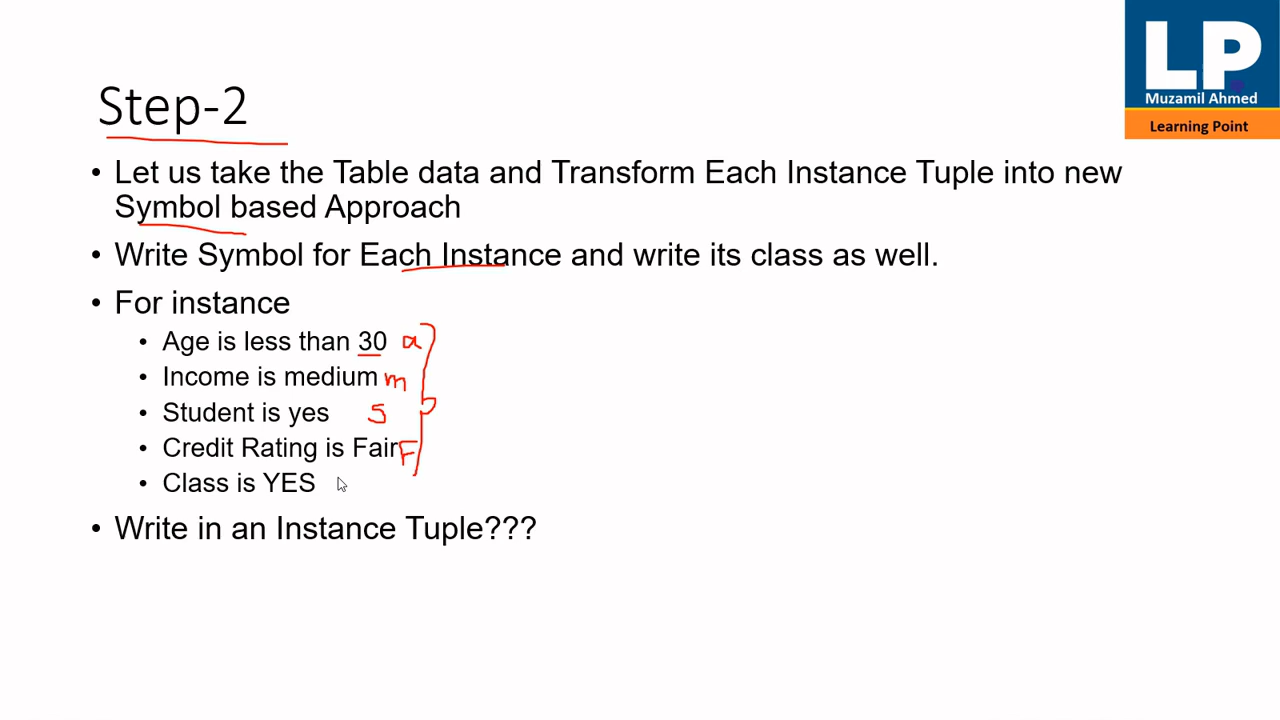 LP.
Muzamil Ahmed
Learning Point
Step-2
• Let us take the Table data and Transform Each Instance Tuple into new
Symbol based Approach
• Write Symbol for Each Instance and write its class as well.
• For instance
• Age is less than 30 a
• Income is medium m
• Student is yes S
• Credit Rating is Fair F
• Class is YES
• Write in an Instance Tuple???